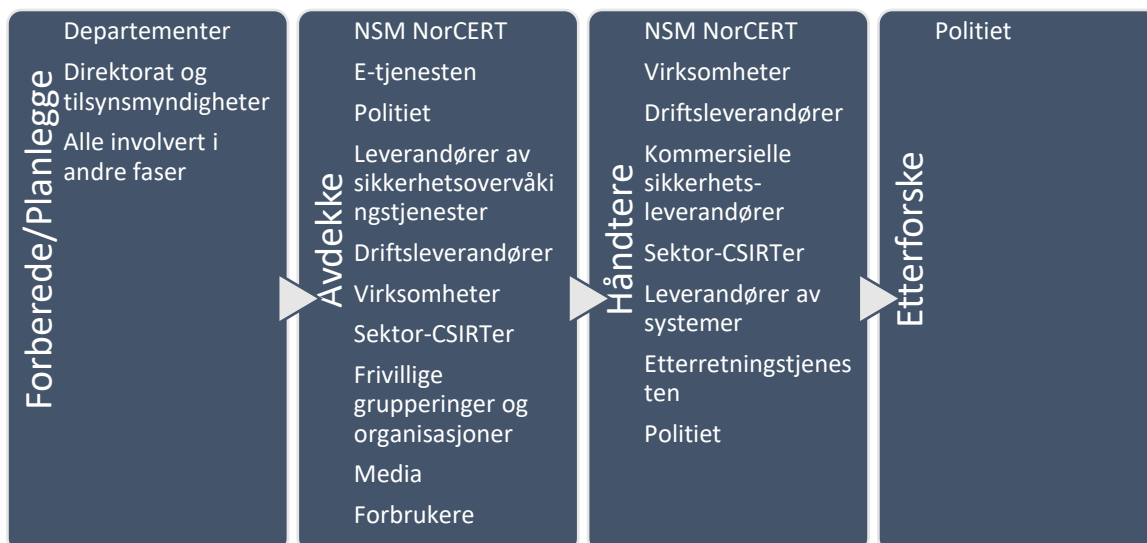 Forberede/Planlegge
Departementer
Direktorat og
tilsynsmyndigheter
Alle involvert i
andre faser
Avdekke
NSM NorCERT
E-tjenesten
Politiet
Leverandører av
sikkerhetsovervåki
ngstjenester
Driftsleverandører
Virksomheter
Sektor-CSIRTer
Frivillige
grupperinger og
organisasjoner
Media
Forbrukere
Håndtere
NSM NorCERT
Virksomheter
Driftsleverandører
Kommersielle
sikkerhets-
leverandører
Sektor-CSIRTer
Leverandører av
systemer
Etterretningstjenes
ten
Politiet
Etterforske
Politiet